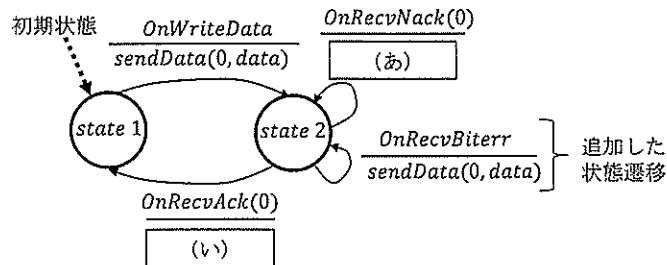 初期状態
OnWriteData
sendData(0, data)
OnRecvNack(0)
(あ)
state 1
state 2
OnRecvBiterr
sendData(0, data)
追加した
状態遷移
OnRecvAck(0)
(い)